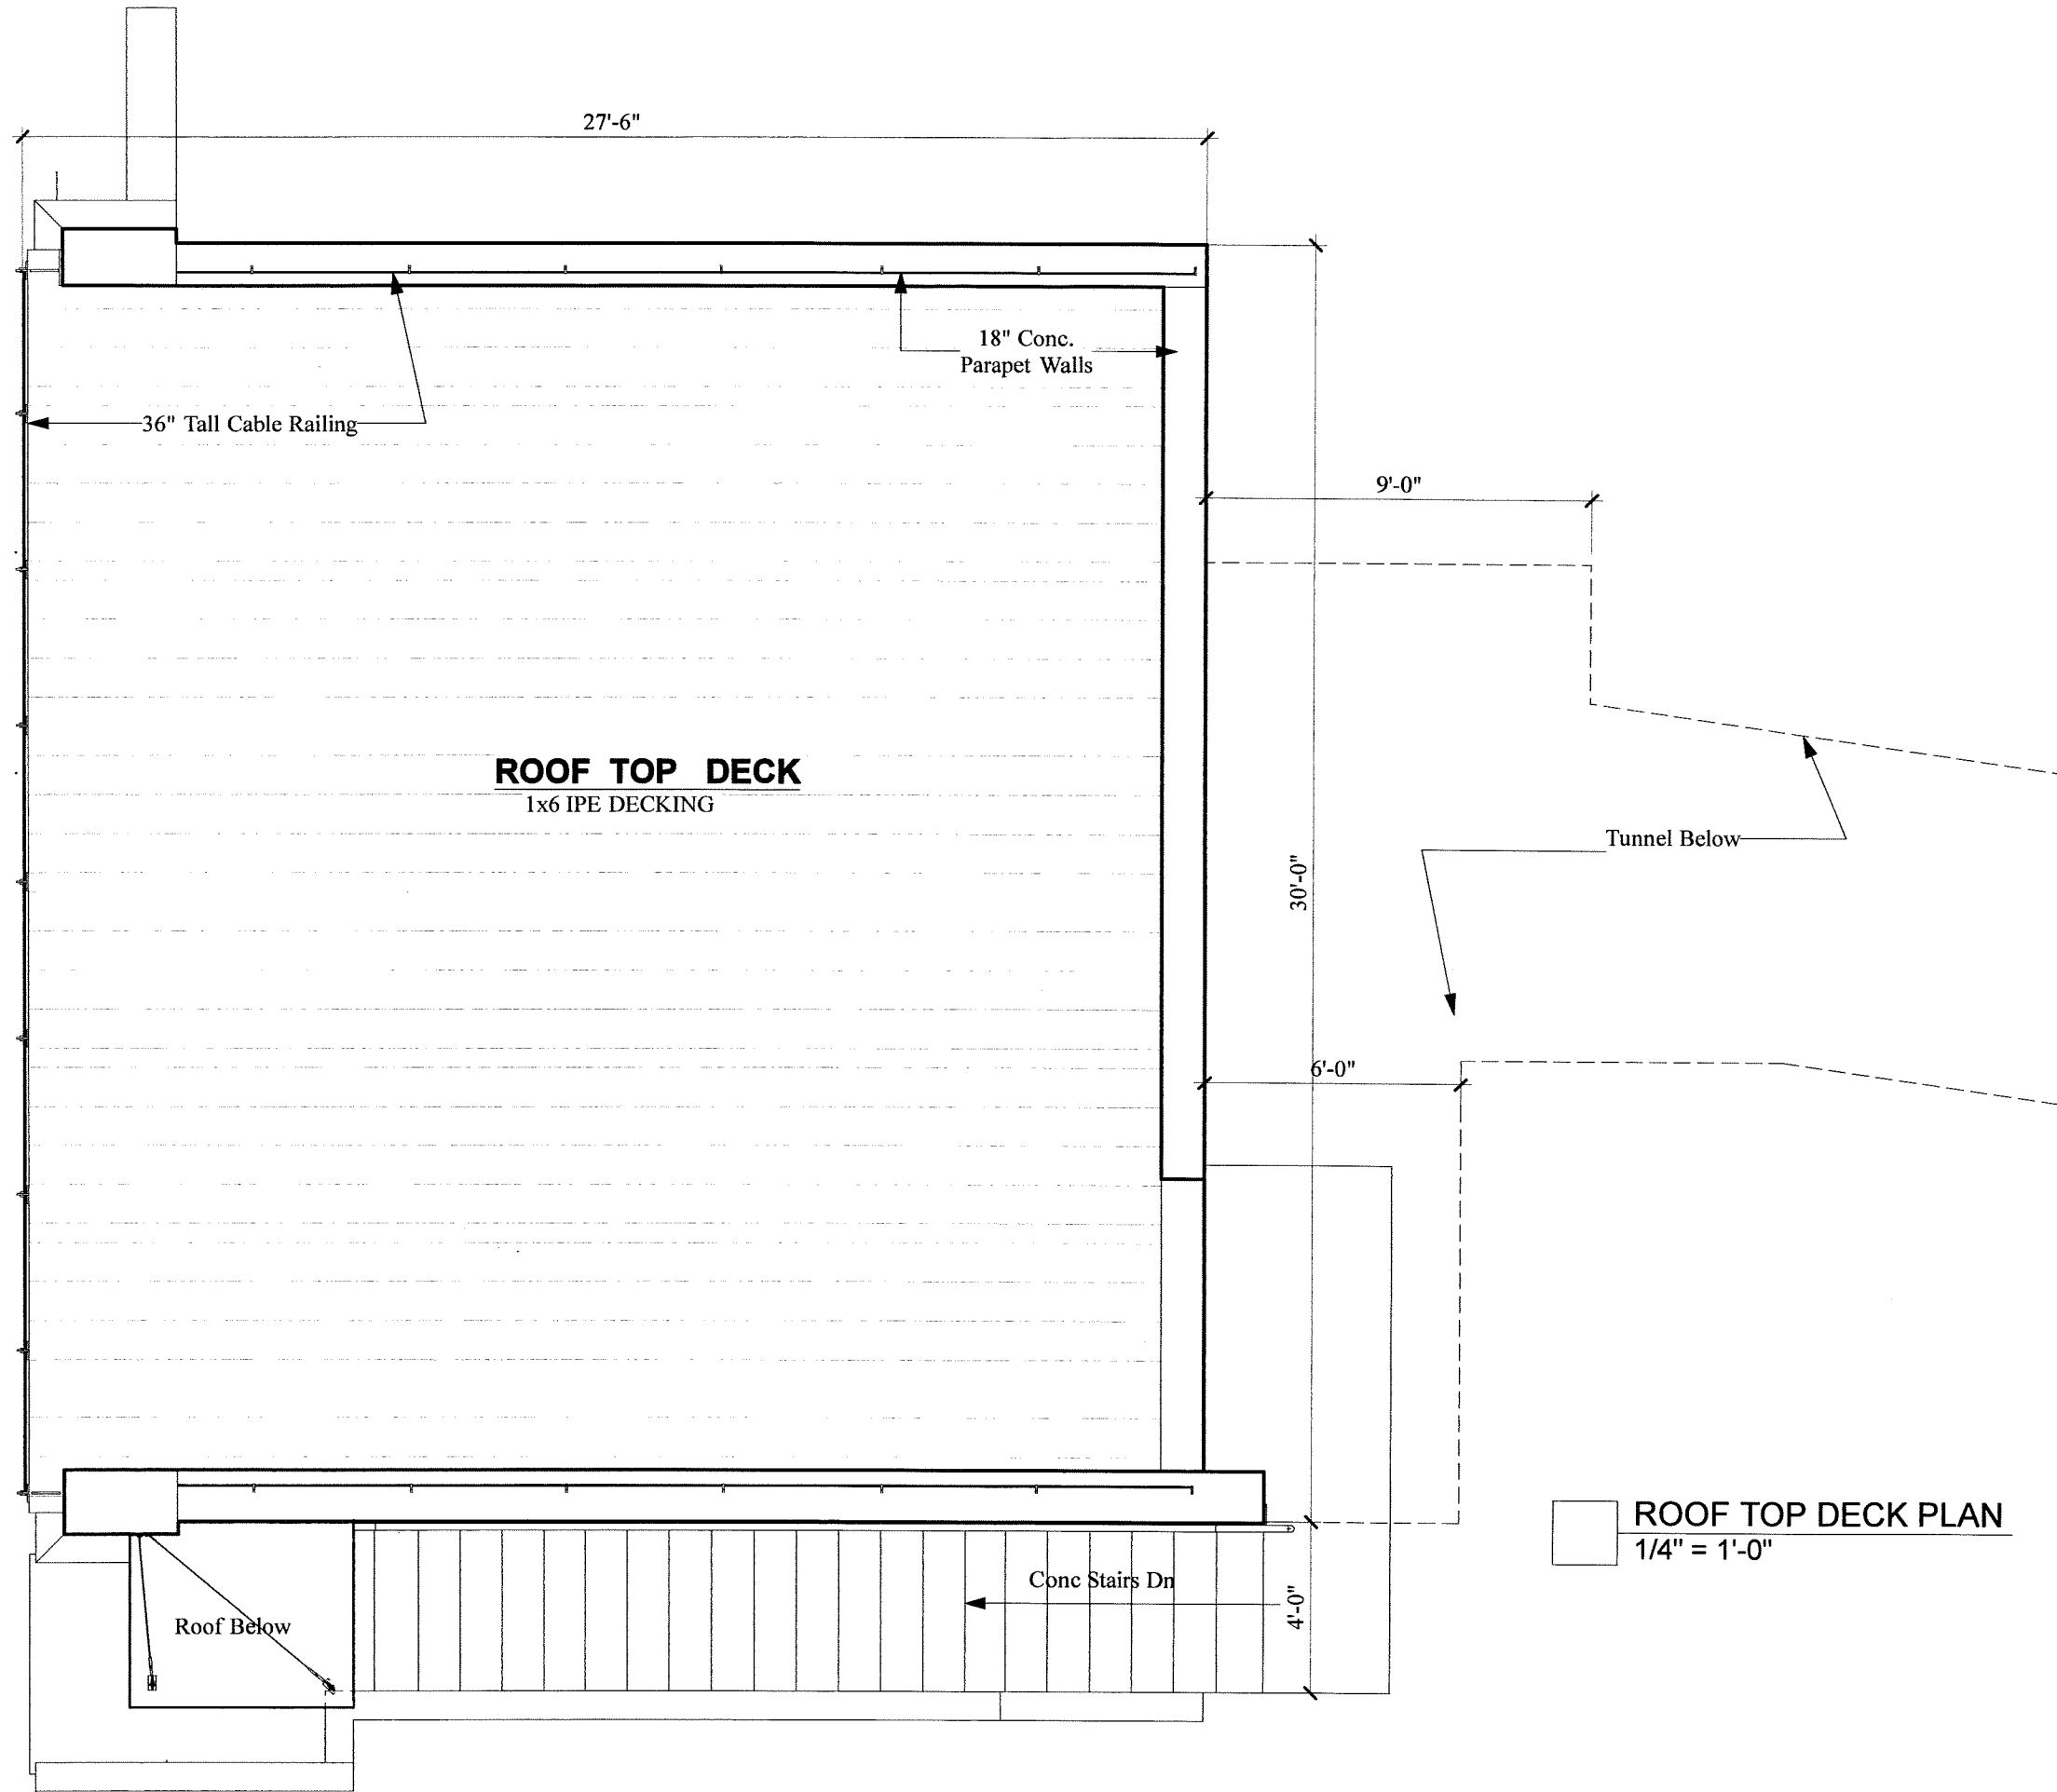 27'-6"
18" Conc.
Parapet Walls
36" Tall Cable Railing
9'-0"
ROOF TOP DECK
1x6 IPE DECKING
Tunnel Below
30'-0"
6'-0"
ROOF TOP DECK PLAN
1/4" = 1'-0"
Conc Stairs Dn
4'-0"
Roof Below